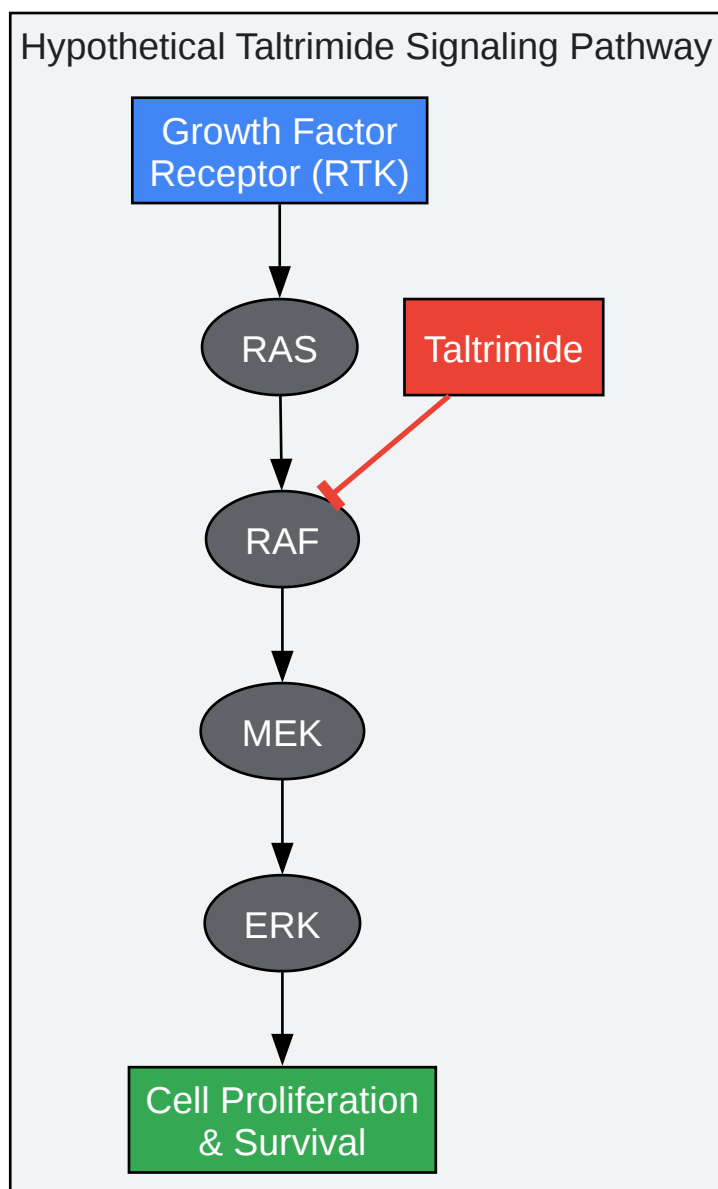 Hypothetical Taltrimide Signaling Pathway
Growth Factor
Receptor (RTK)
RAS
Taltrimide
RAF
MEK
ERK
Cell Proliferation
& Survival